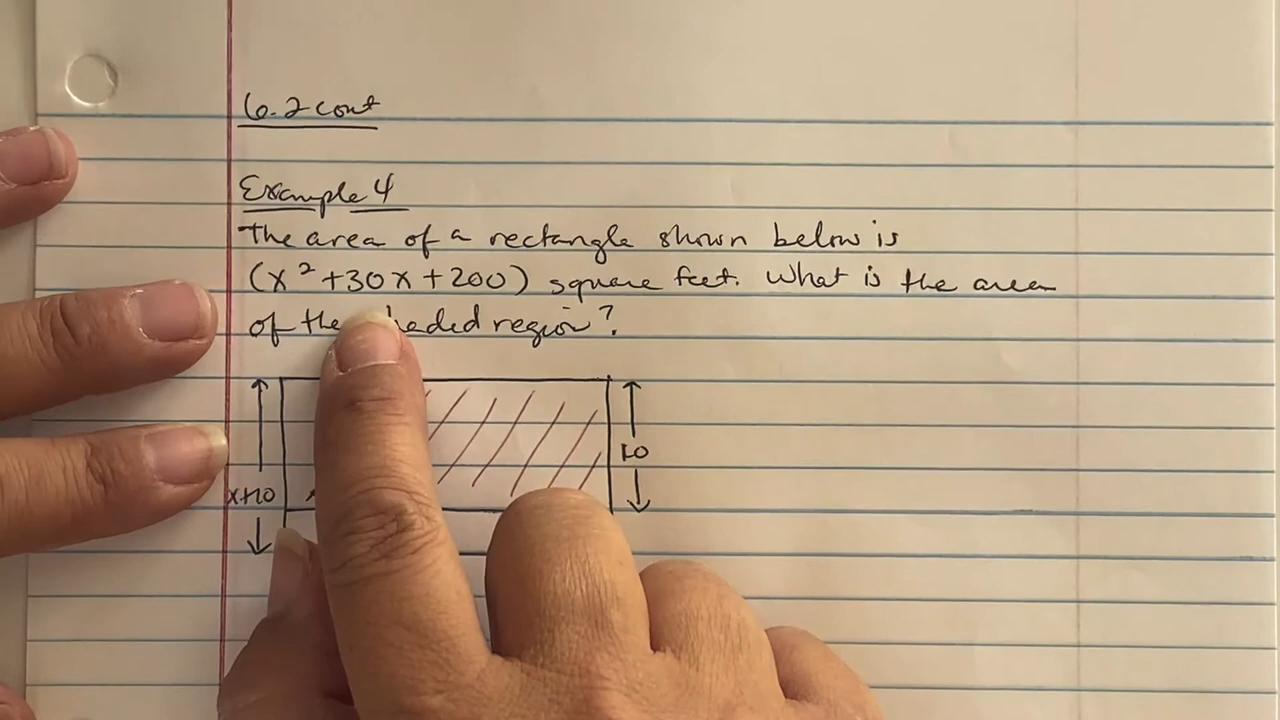 6.2 cont
Example 4
The area of a rectangle shown below is
(x² +30x+200) square feet. What is the area
of the region?
10
x+10